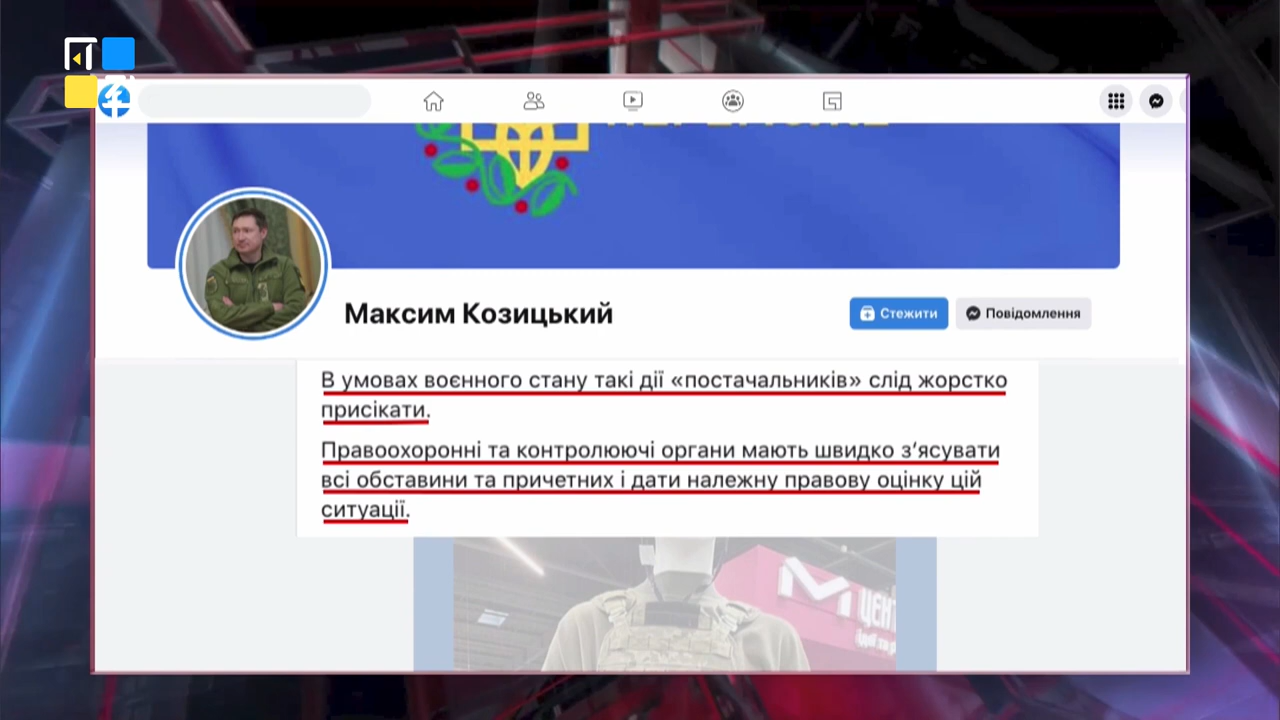 Максим Козицький
Стежити
Повідомлення
В умовах воєнного стану такі дії «постачальників» слід жорстко
присікати.
Правоохоронні та контролюючі органи мають швидко з’ясувати
всі обставини та причетних і дати належну правову оцінку цій
ситуації.